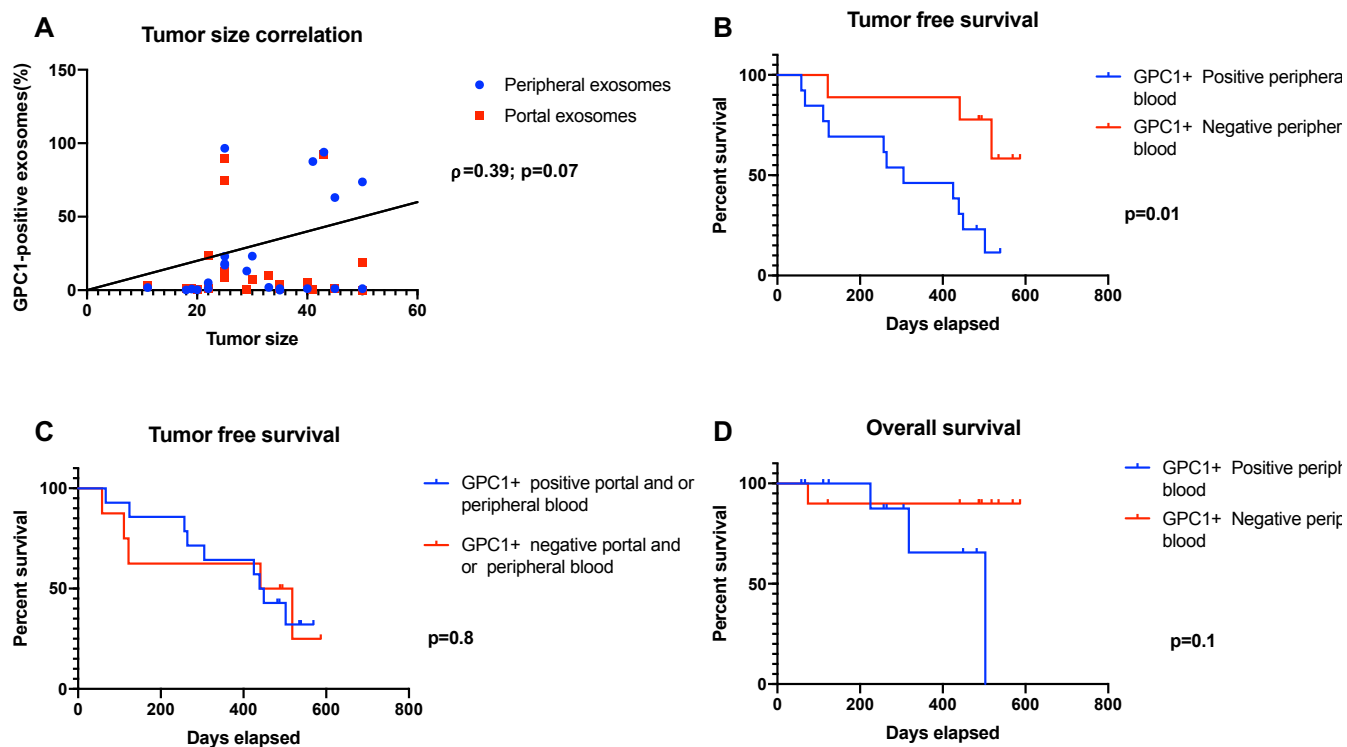 A
Tumor size correlation
GPC1-positive exosomes(%)
150
100
50
0
0 20 40 60
Tumor size
Peripheral exosomes
Portal exosomes
ρ=0.39; p=0.07
B
Tumor free survival
Percent survival
100
50
0
0 200 400 600 800
Days elapsed
GPC1+ Positive periphera
blood
GPC1+ Negative peripher
blood
p=0.01
C
Tumor free survival
Percent survival
100
50
0
0 200 400 600 800
Days elapsed
GPC1+ positive portal and or
peripheral blood
GPC1+ negative portal and
or peripheral blood
p=0.8
D
Overall survival
Percent survival
100
50
0
0 200 400 600 800
Days elapsed
GPC1+ Positive periph
blood
GPC1+ Negative perip
blood
p=0.1